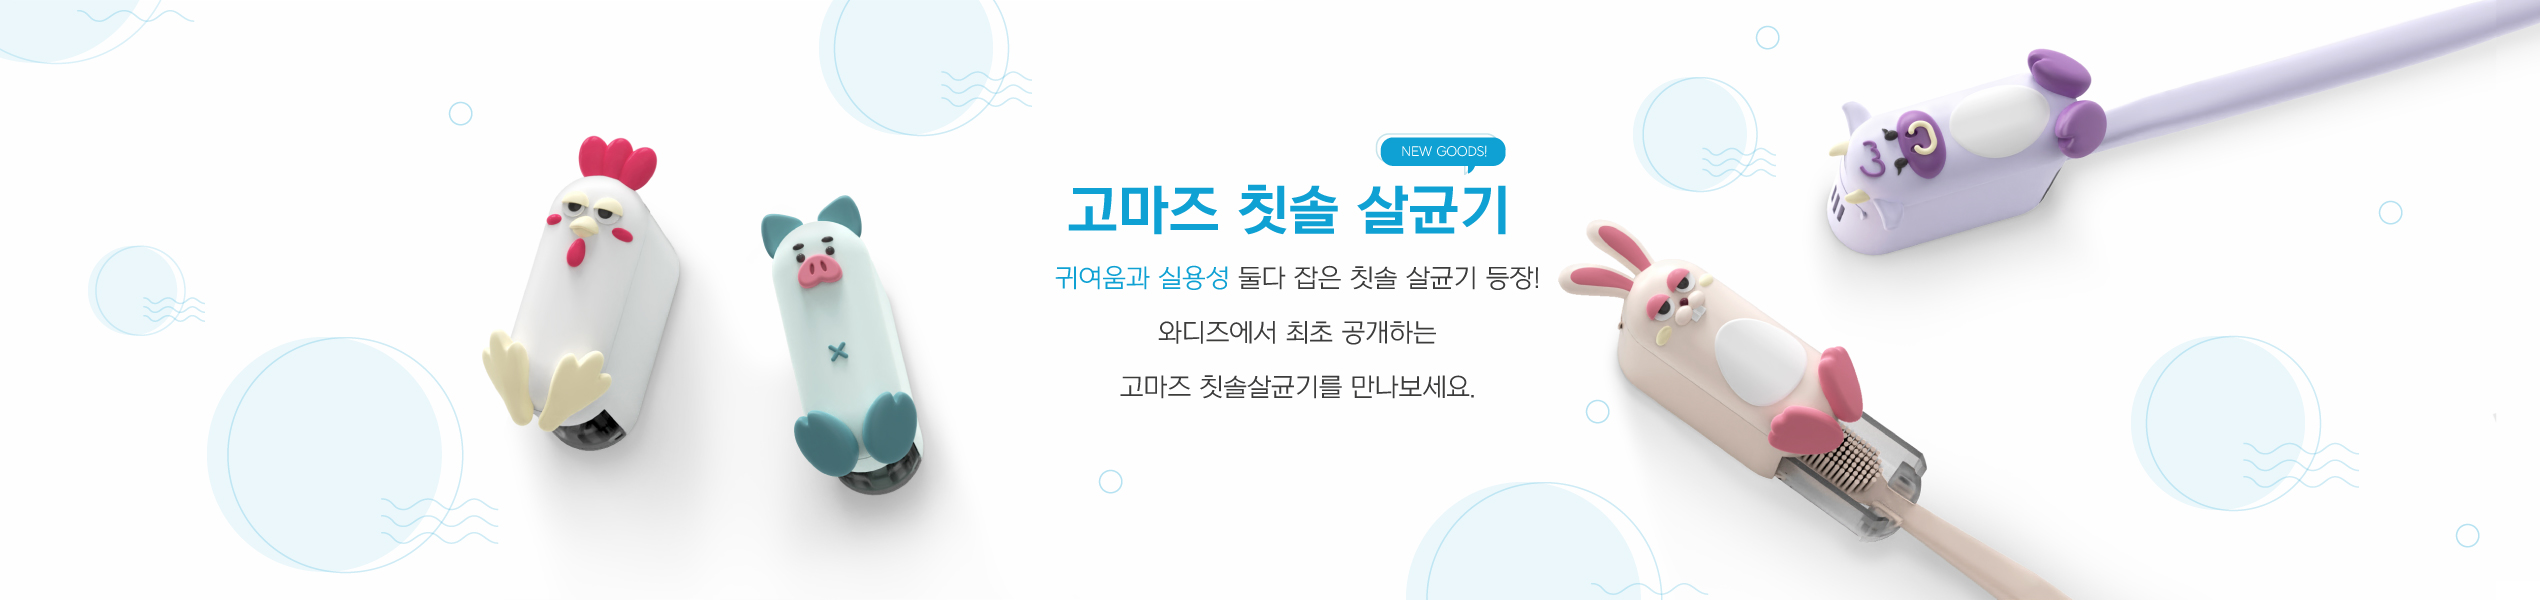 NEW GOODS!
고마즈 칫솔 살균기
귀여움과 실용성 둘다 잡은 칫솔 살균기 등장!
와디즈에서 최초 공개하는
고마즈 칫솔살균기를 만나보세요.